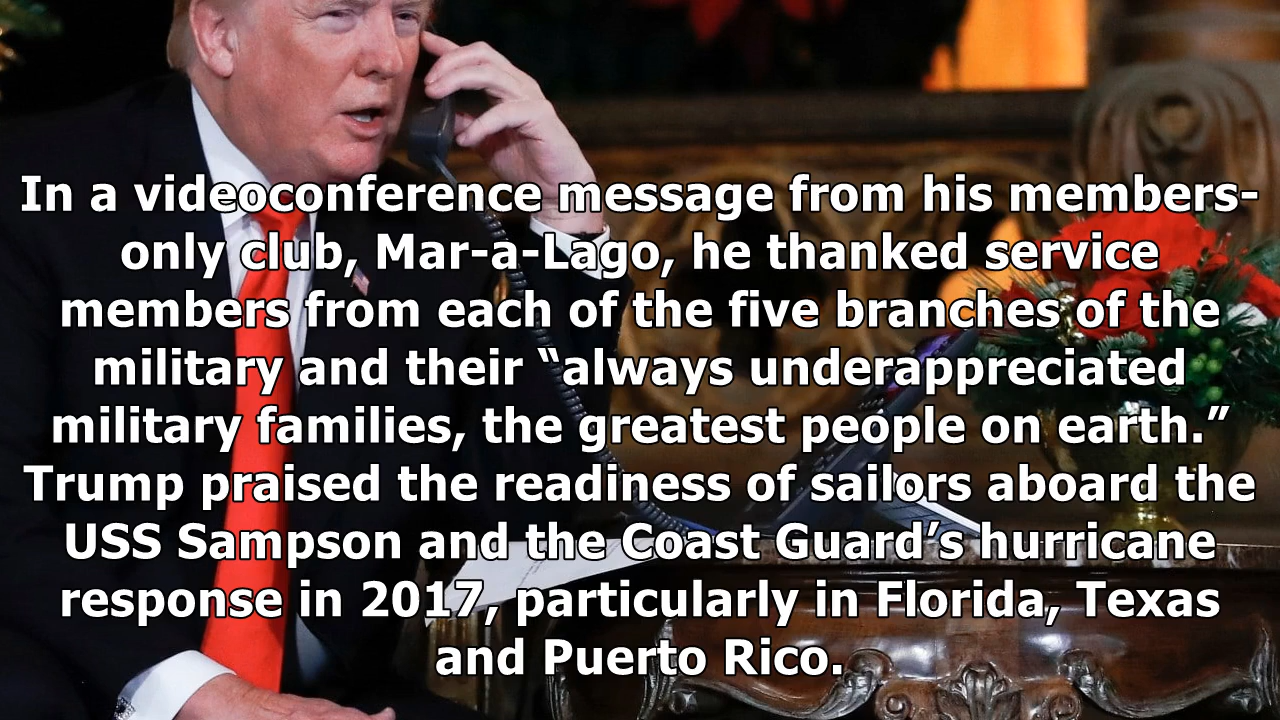 In a videoconference message from his members-
only club, Mar-a-Lago, he thanked service
members from each of the five branches of the
military and their “always underappreciated
military families, the greatest people on earth.”
Trump praised the readiness of sailors aboard the
USS Sampson and the Coast Guard’s hurricane
response in 2017, particularly in Florida, Texas
and Puerto Rico.